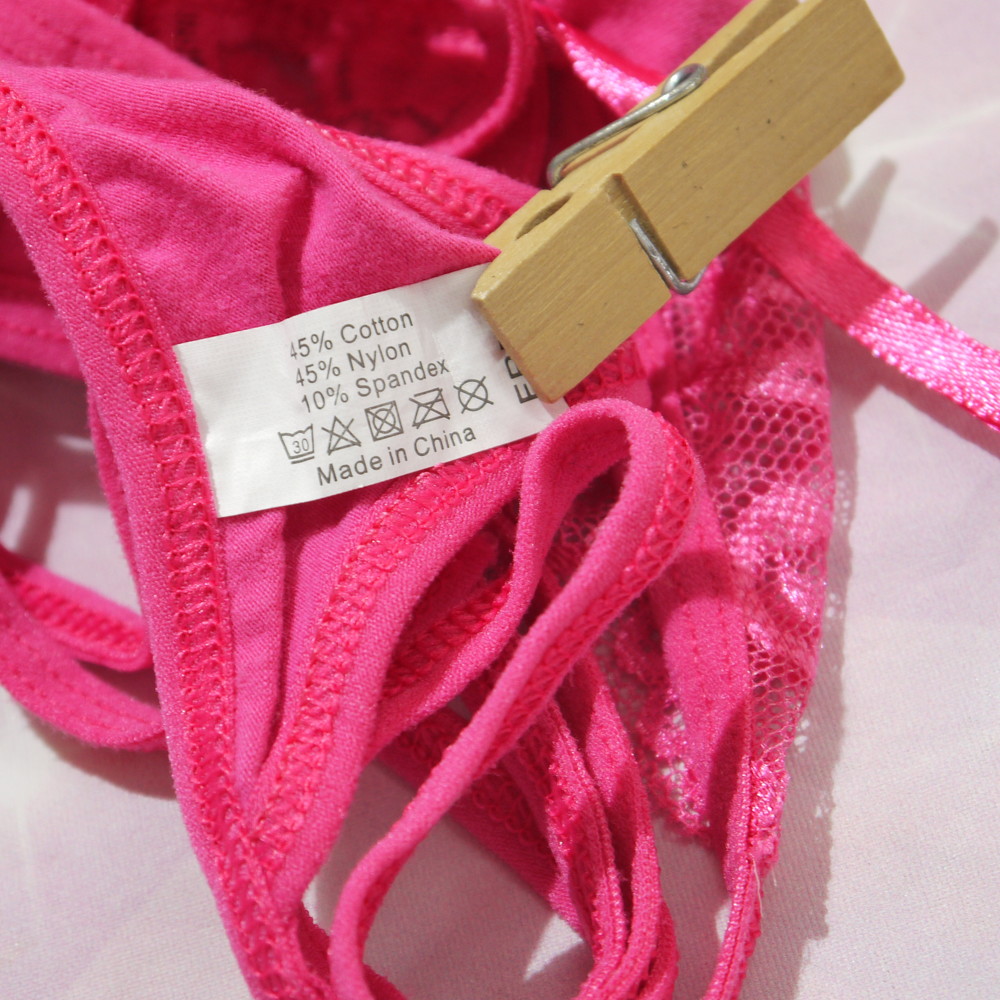 45% Cotton
45% Nylon
10% Spandex
30
Made in China